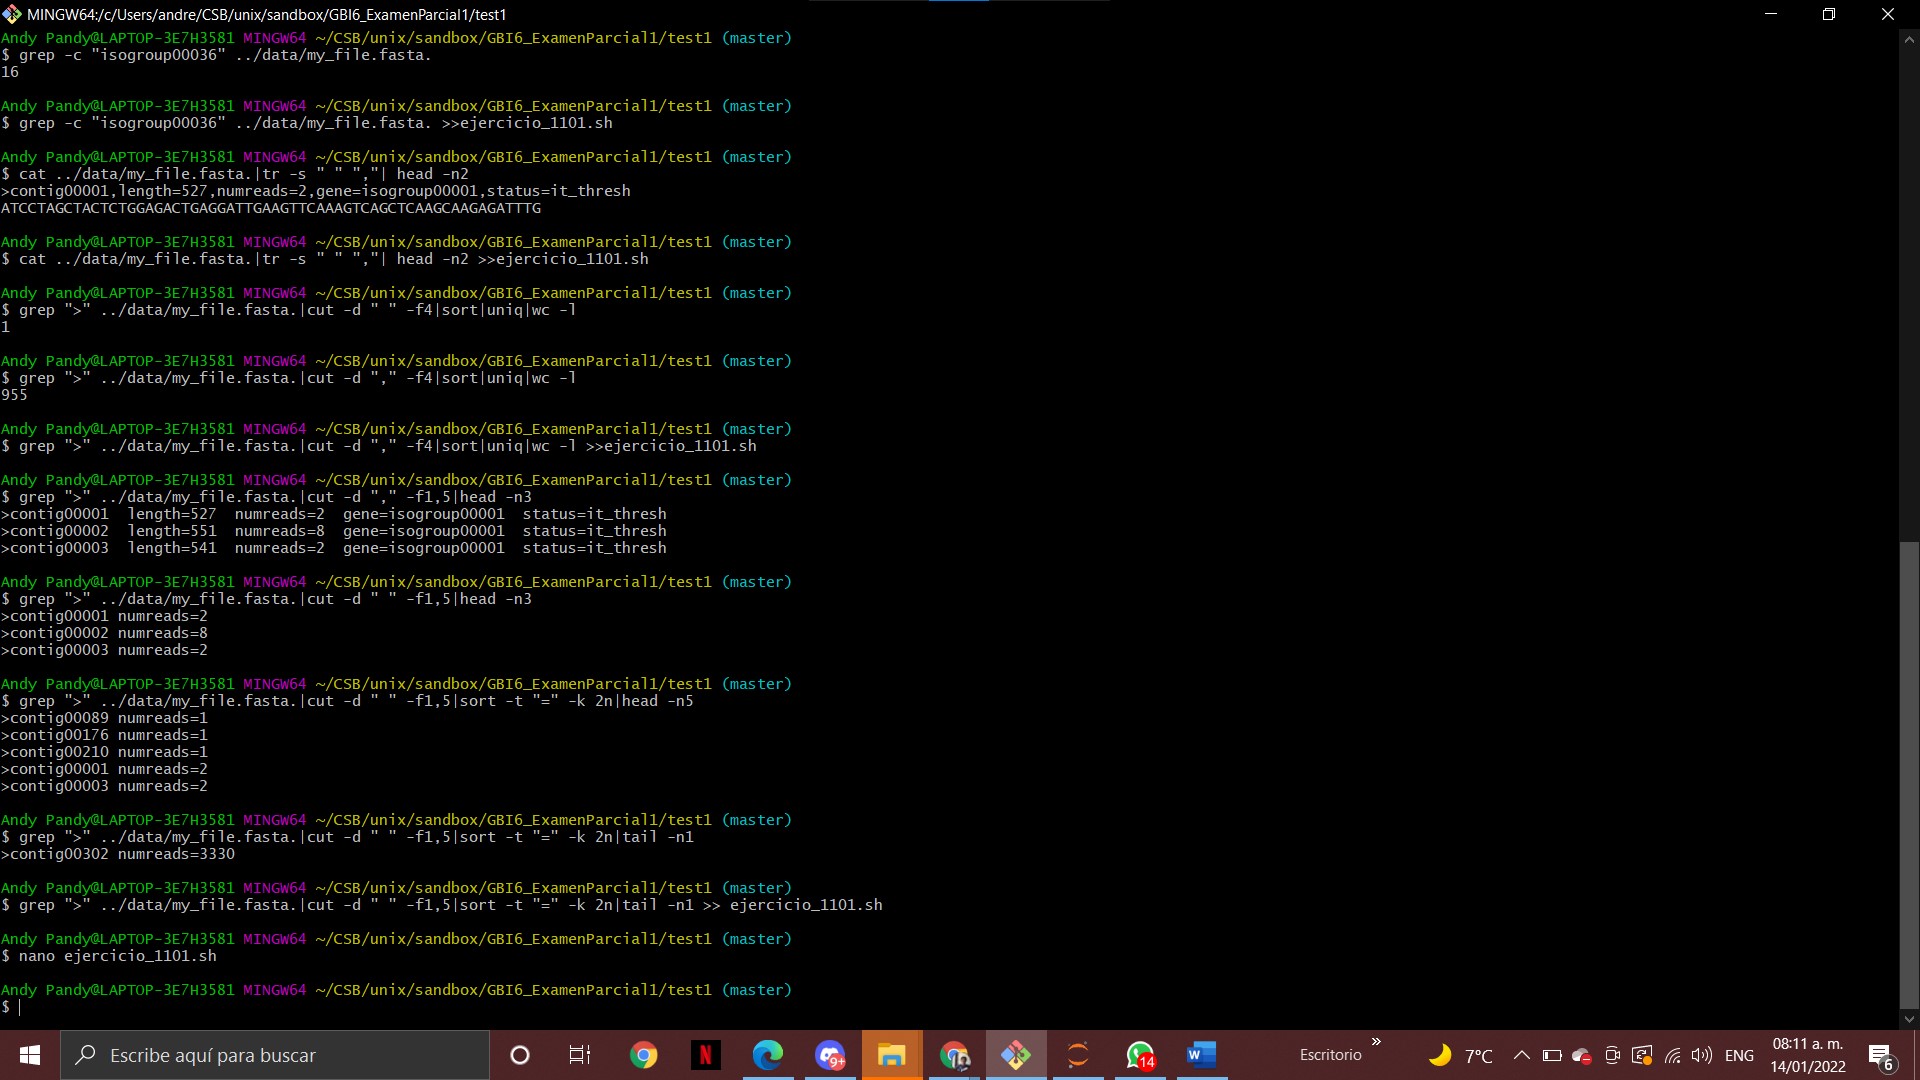 MINGW64:/c/Users/andre/CSB/unix/sandbox/GBI6_ExamenParcial1/test1
Andy Pandy@LAPTOP-3E7H3581 MINGW64 ~/CSB/unix/sandbox/GBI6_ExamenParcial1/test1 (master)
$ grep -c "isogroup00036" ../data/my_file.fasta.
16
Andy Pandy@LAPTOP-3E7H3581 MINGW64 ~/CSB/unix/sandbox/GBI6_ExamenParcial1/test1 (master)
$ grep -c "isogroup00036" ../data/my_file.fasta. >>ejercicio_1101.sh
Andy Pandy@LAPTOP-3E7H3581 MINGW64 ~/CSB/unix/sandbox/GBI6_ExamenParcial1/test1 (master)
$ cat ../data/my_file.fasta.|tr -s " " ","| head -n2
>contig00001,length=527,numreads=2,gene=isogroup00001,status=it_thresh
ATCCTAGCTACTCTGGAGACTGAGGATTGAAGTTCAAAGTCAGCTCAAGCAAGAGATTTG
Andy Pandy@LAPTOP-3E7H3581 MINGW64 ~/CSB/unix/sandbox/GBI6_ExamenParcial1/test1 (master)
$ cat ../data/my_file.fasta.|tr -s " " ","| head -n2 >>ejercicio_1101.sh
Andy Pandy@LAPTOP-3E7H3581 MINGW64 ~/CSB/unix/sandbox/GBI6_ExamenParcial1/test1 (master)
$ grep ">" ../data/my_file.fasta.|cut -d " " -f4|sort|uniq|wc -l
1
Andy Pandy@LAPTOP-3E7H3581 MINGW64 ~/CSB/unix/sandbox/GBI6_ExamenParcial1/test1 (master)
$ grep ">" ../data/my_file.fasta.|cut -d "," -f4|sort|uniq|wc -l
955
Andy Pandy@LAPTOP-3E7H3581 MINGW64 ~/CSB/unix/sandbox/GBI6_ExamenParcial1/test1 (master)
$ grep ">" ../data/my_file.fasta.|cut -d "," -f4|sort|uniq|wc -l >>ejercicio_1101.sh
Andy Pandy@LAPTOP-3E7H3581 MINGW64 ~/CSB/unix/sandbox/GBI6_ExamenParcial1/test1 (master)
$ grep ">" ../data/my_file.fasta.|cut -d "," -f1,5|head -n3
>contig00001  length=527  numreads=2  gene=isogroup00001  status=it_thresh
>contig00002  length=551  numreads=8  gene=isogroup00001  status=it_thresh
>contig00003  length=541  numreads=2  gene=isogroup00001  status=it_thresh
Andy Pandy@LAPTOP-3E7H3581 MINGW64 ~/CSB/unix/sandbox/GBI6_ExamenParcial1/test1 (master)
$ grep ">" ../data/my_file.fasta.|cut -d " " -f1,5|head -n3
>contig00001 numreads=2
>contig00002 numreads=8
>contig00003 numreads=2
Andy Pandy@LAPTOP-3E7H3581 MINGW64 ~/CSB/unix/sandbox/GBI6_ExamenParcial1/test1 (master)
$ grep ">" ../data/my_file.fasta.|cut -d " " -f1,5|sort -t "=" -k 2n|head -n5
>contig00089 numreads=1
>contig00176 numreads=1
>contig00210 numreads=1
>contig00001 numreads=2
>contig00003 numreads=2
Andy Pandy@LAPTOP-3E7H3581 MINGW64 ~/CSB/unix/sandbox/GBI6_ExamenParcial1/test1 (master)
$ grep ">" ../data/my_file.fasta.|cut -d " " -f1,5|sort -t "=" -k 2n|tail -n1
>contig00302 numreads=3330
Andy Pandy@LAPTOP-3E7H3581 MINGW64 ~/CSB/unix/sandbox/GBI6_ExamenParcial1/test1 (master)
$ grep ">" ../data/my_file.fasta.|cut -d " " -f1,5|sort -t "=" -k 2n|tail -n1 >> ejercicio_1101.sh
Andy Pandy@LAPTOP-3E7H3581 MINGW64 ~/CSB/unix/sandbox/GBI6_ExamenParcial1/test1 (master)
$ nano ejercicio_1101.sh
Andy Pandy@LAPTOP-3E7H3581 MINGW64 ~/CSB/unix/sandbox/GBI6_ExamenParcial1/test1 (master)
$
Escribe aquí para buscar
N
9+
14
W
Escritorio
7°C
ENG
08:11 a. m.
14/01/2022
6